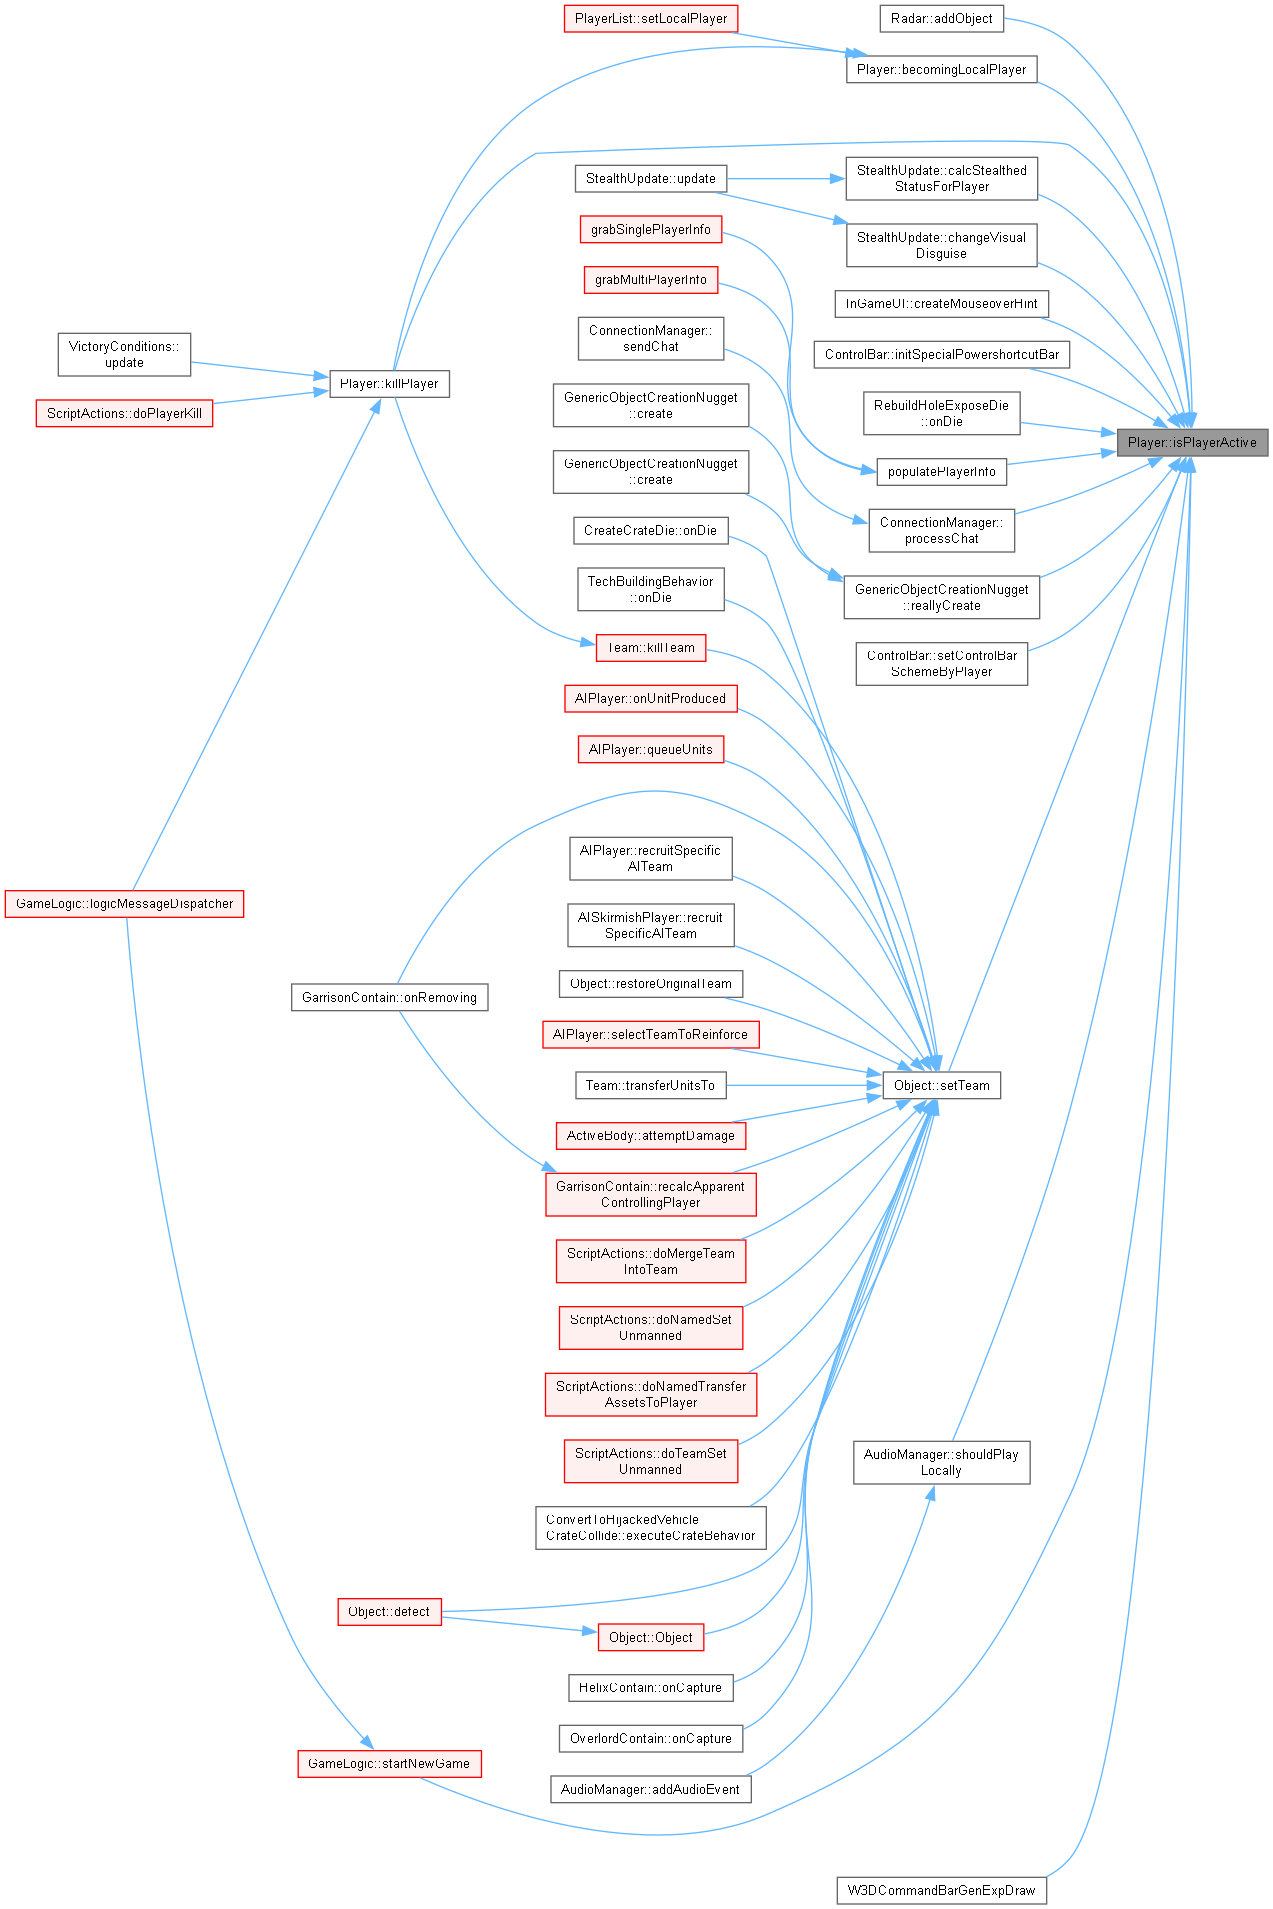 PlayerList::setLocalPlayer
Radar::addObject
Player::becomingLocalPlayer
StealthUpdate::update
StealthUpdate::calcStealthed
StatusForPlayer
grabSinglePlayerInfo
StealthUpdate::changeVisual
Disguise
grabMultiPlayerInfo
InGameUI::createMouseoverHint
ConnectionManager::
sendChat
VictoryConditions::
update
ControlBar::initSpecialPowershortcutBar
Player::killPlayer
GenericObjectCreationNugget
::create
RebuildHoleExposeDie
::onDie
ScriptActions::doPlayerKill
Player::isPlayerActive
GenericObjectCreationNugget
::create
populatePlayerInfo
CreateCrateDie::onDie
ConnectionManager::
processChat
TechBuildingBehavior
::onDie
GenericObjectCreationNugget
::reallyCreate
Team::killTeam
ControlBar::setControlBar
SchemeByPlayer
AIPlayer::onUnitProduced
AIPlayer::queueUnits
AIPlayer::recruitSpecific
AITeam
GameLogic::logicMessageDispatcher
AISkirmishPlayer::recruit
SpecificAITeam
GarrisonContain::onRemoving
Object::restoreOriginalTeam
AIPlayer::selectTeamToReinforce
Team::transferUnitsTo
Object::setTeam
ActiveBody::attemptDamage
GarrisonContain::recalcApparent
ControllingPlayer
ScriptActions::doMergeTeam
IntoTeam
ScriptActions::doNamedSet
Unmanned
ScriptActions::doNamedTransfer
AssetsToPlayer
ScriptActions::doTeamSet
Unmanned
AudioManager::shouldPlay
Locally
ConvertToHijackedVehicle
CrateCollide::executeCrateBehavior
Object::defect
Object::Object
HelixContain::onCapture
OverlordContain::onCapture
GameLogic::startNewGame
AudioManager::addAudioEvent
W3DCommandBarGenExpDraw